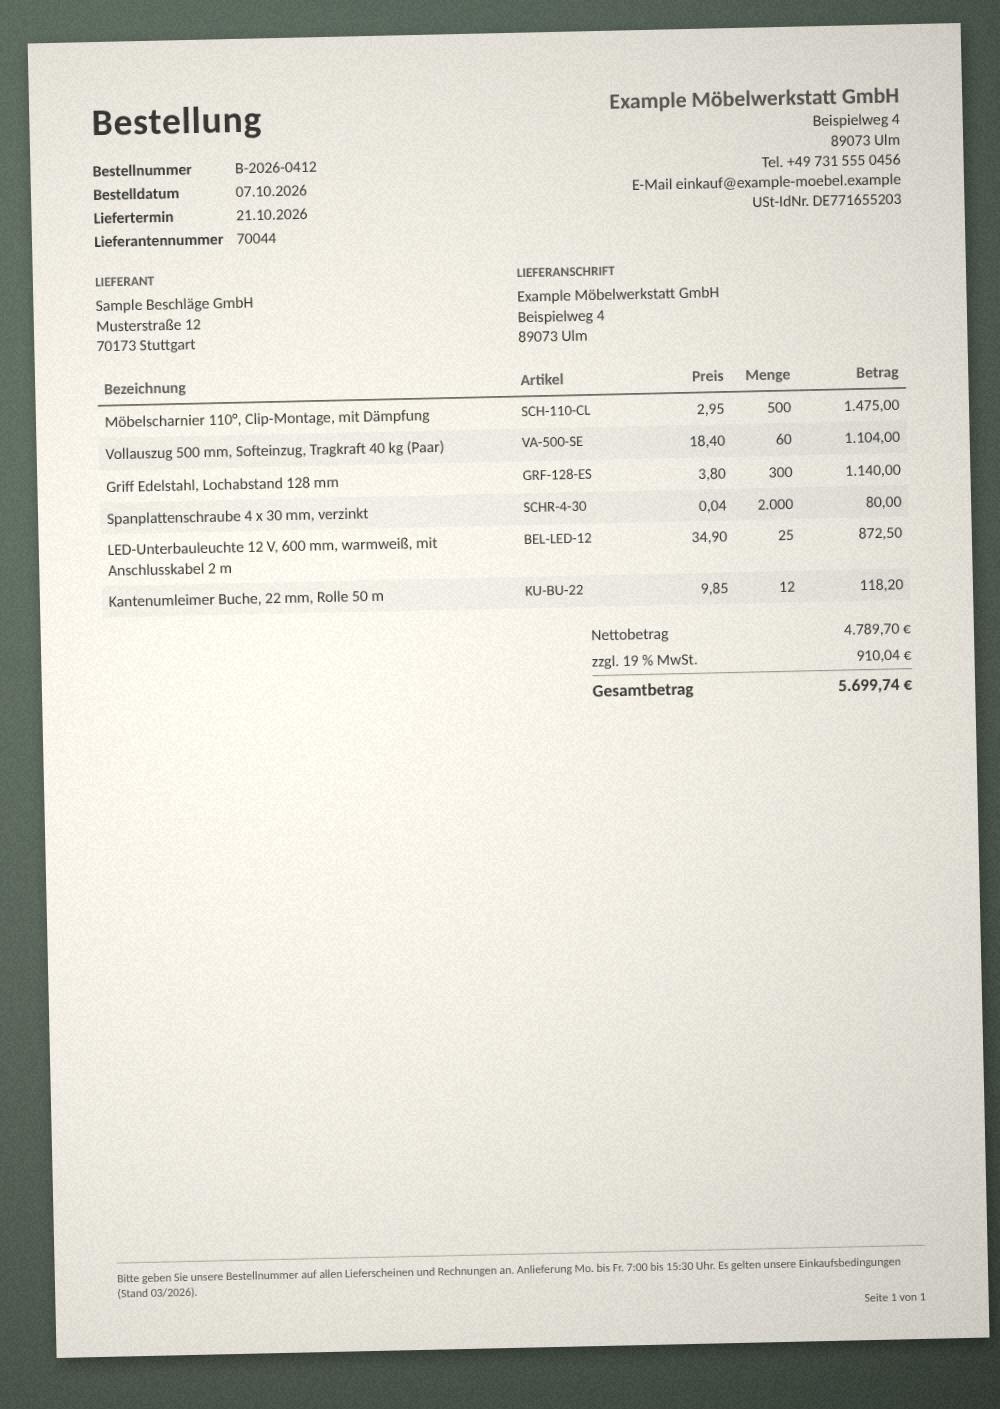 Bestellung
Bestellnummer B-2026-0412
Bestelldatum 07.10.2026
Liefertermin 21.10.2026
Lieferantennummer 70044
Example Möbelwerkstatt GmbH
Beispielweg 4
89073 Ulm
Tel. +49 731 555 0456
E-Mail einkauf@example-moebel.example
USt-IdNr. DE771655203
LIEFERANT
Sample Beschläge GmbH
Musterstraße 12
70173 Stuttgart
LIEFERANSCHRIFT
Example Möbelwerkstatt GmbH
Beispielweg 4
89073 Ulm
Bezeichnung Artikel Preis Menge Betrag
Möbelscharnier 110°, Clip-Montage, mit Dämpfung SCH-110-CL 2,95 500 1.475,00
Vollauszug 500 mm, Softeinzug, Tragkraft 40 kg (Paar) VA-500-SE 18,40 60 1.104,00
Griff Edelstahl, Lochabstand 128 mm GRF-128-ES 3,80 300 1.140,00
Spanplattenschraube 4 x 30 mm, verzinkt SCHR-4-30 0,04 2.000 80,00
LED-Unterbauleuchte 12 V, 600 mm, warmweiß, mit BEL-LED-12 34,90 25 872,50
Anschlusskabel 2 m
Kantenumleimer Buche, 22 mm, Rolle 50 m KU-BU-22 9,85 12 118,20
Nettobetrag 4.789,70 €
zzgl. 19 % MwSt. 910,04 €
Gesamtbetrag 5.699,74 €
Bitte geben Sie unsere Bestellnummer auf allen Lieferscheinen und Rechnungen an. Anlieferung Mo. bis Fr. 7:00 bis 15:30 Uhr. Es gelten unsere Einkaufsbedingungen
(Stand 03/2026).
Seite 1 von 1